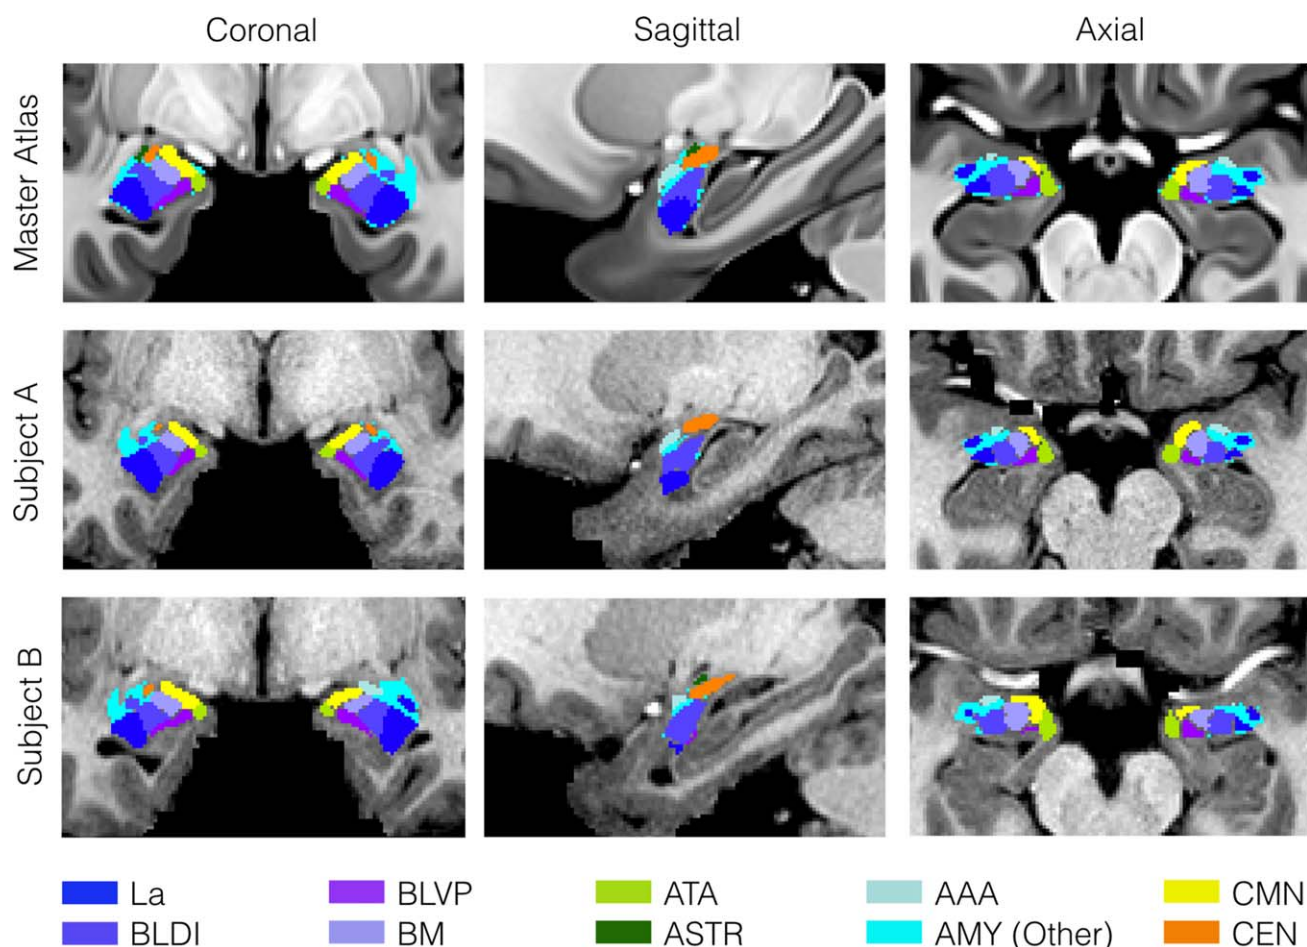 Coronal Sagittal Axial
Master Atlas
Subject A
Subject B
La BLVP ATA AAA CMN
BLDI BM ASTR AMY (Other) CEN